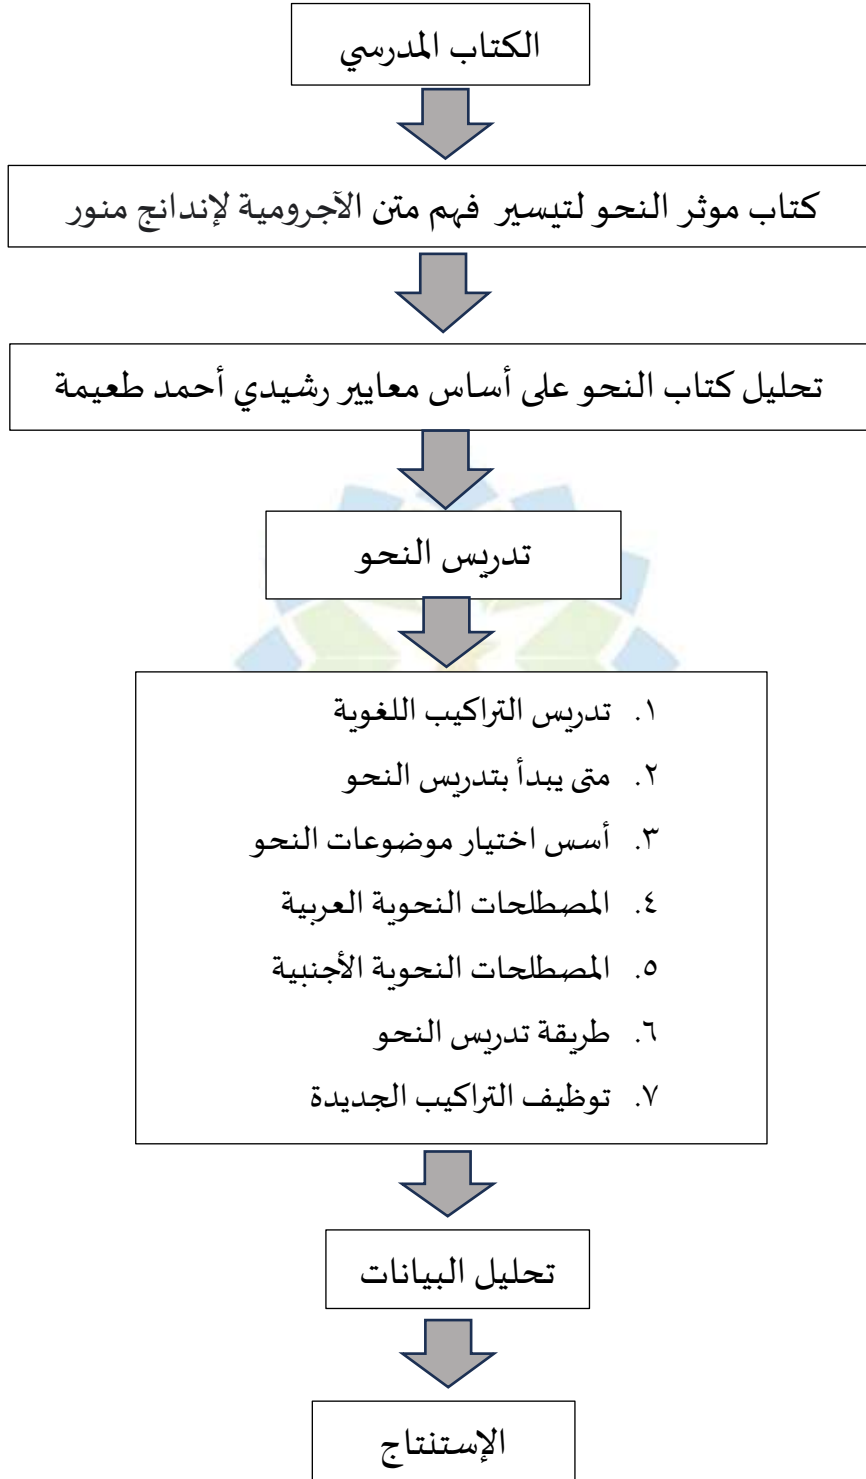 الكتاب المدرسي
كتاب موثر النحو لتيسير فهم متن الآجرومية لإندانج منور
تحليل كتاب النحو على أساس معايير رشيدي أحمد طعيمة
تدريس النحو
١. تدريس التراكيب اللغوية
٢. متى يبدأ بتدريس النحو
٣. أسس اختيار موضوعات النحو
٤. المصطلحات النحوية العربية
٥. المصطلحات النحوية الأجنبية
٦. طريقة تدريس النحو
٧. توظيف التراكيب الجديدة
تحليل البيانات
الإستنتاج